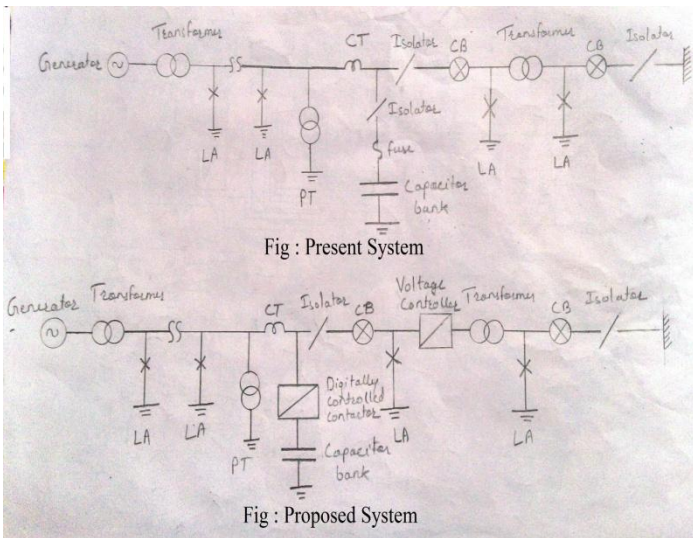 Generator Transformer CT Isolator CB Transformer CB Isolator
Isolator
fuse
LA LA LA LA
PT Capacitor
bank
Fig : Present System
Generator Transformer CT Isolator CB Voltage
Controller Transformer CB Isolator
Digitally
controlled
contactor
LA LA LA LA
PT Capacitor
bank
Fig : Proposed System